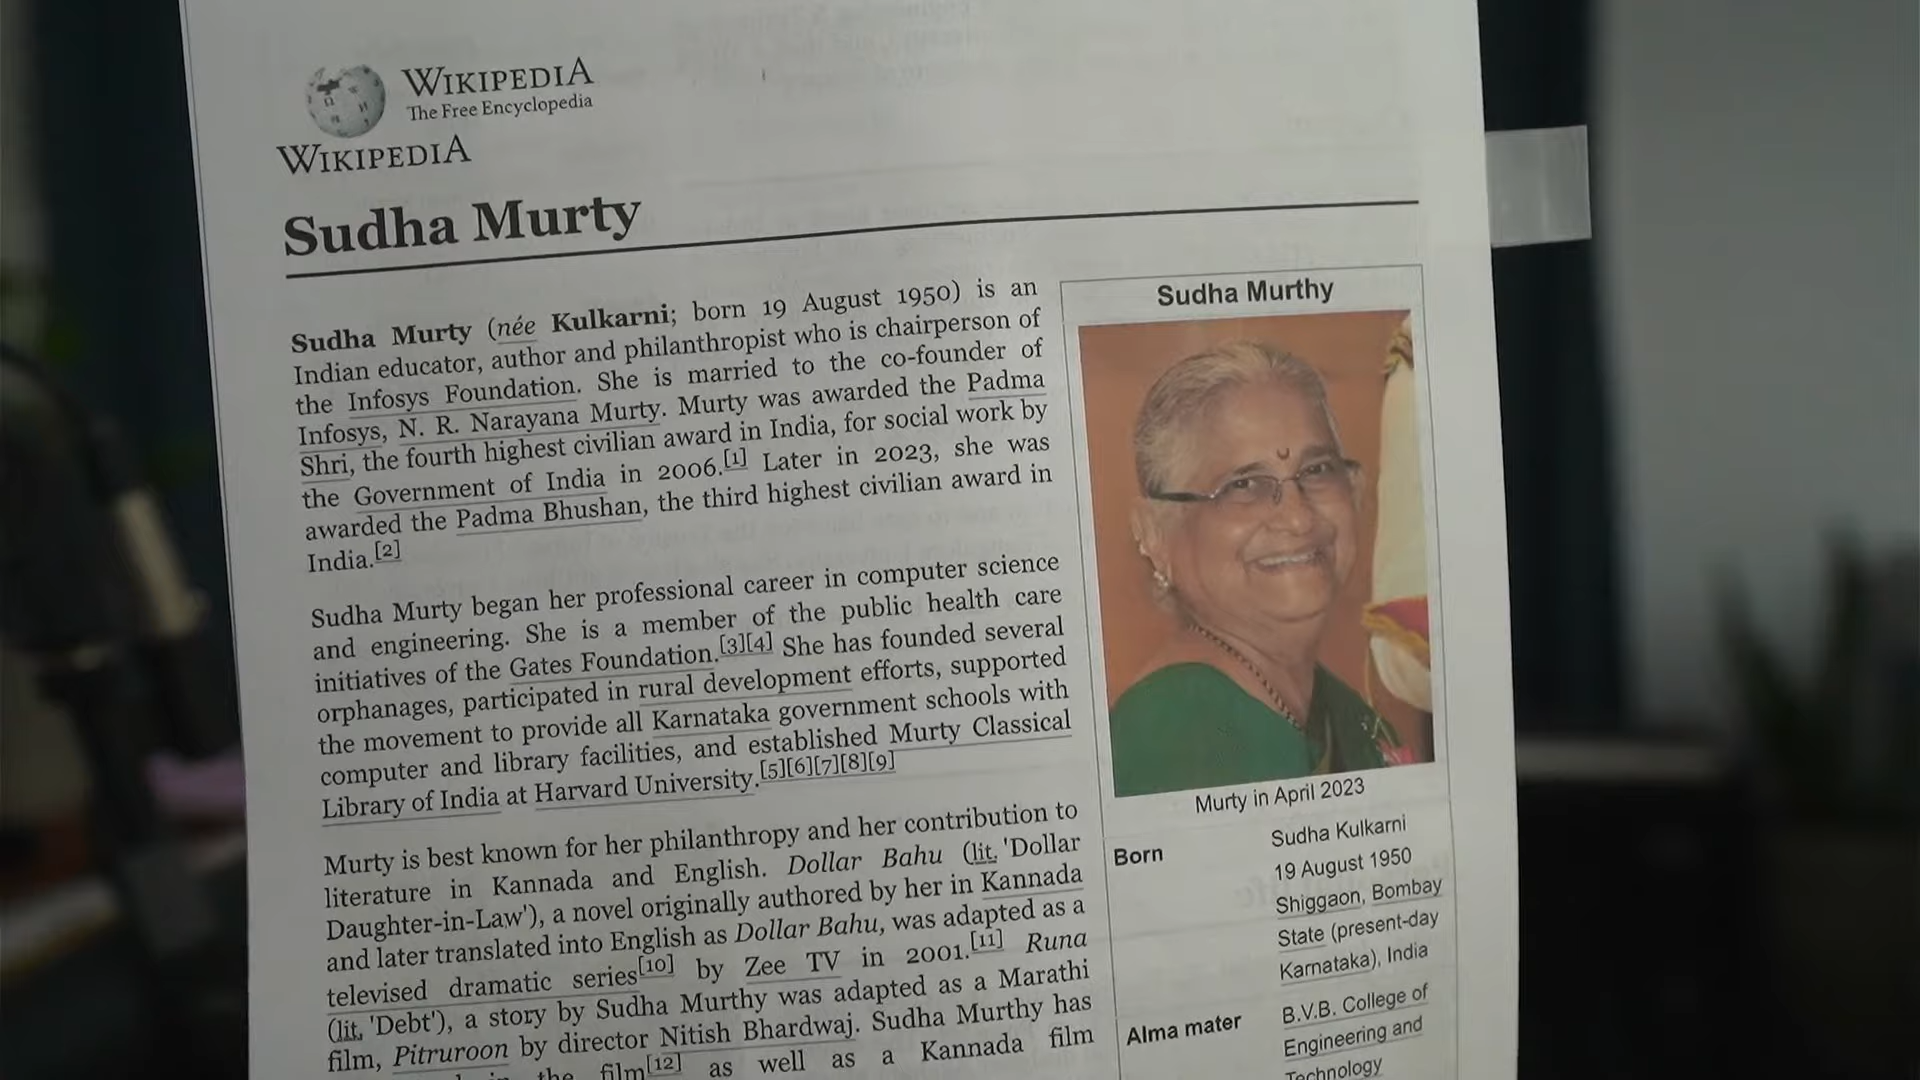 WIKIPEDIA
The Free Encyclopedia
WIKIPEDIA
Sudha Murty
Sudha Murty (née Kulkarni; born 19 August 1950) is an
Indian educator, author and philanthropist who is chairperson of
the Infosys Foundation. She is married to the co-founder of
Infosys, N. R. Narayana Murty. Murty was awarded the Padma
Shri, the fourth highest civilian award in India, for social work by
the Government of India in 2006.[1] Later in 2023, she was
awarded the Padma Bhushan, the third highest civilian award in
India.[2]
Sudha Murty began her professional career in computer science
and engineering. She is a member of the public health care
initiatives of the Gates Foundation.[3][4] She has founded several
orphanages, participated in rural development efforts, supported
the movement to provide all Karnataka government schools with
computer and library facilities, and established Murty Classical
Library of India at Harvard University.[5][6][7][8][9]
Murty is best known for her philanthropy and her contribution to
literature in Kannada and English. Dollar Bahu (lit. 'Dollar
Daughter-in-Law'), a novel originally authored by her in Kannada
and later translated into English as Dollar Bahu, was adapted as a
televised dramatic series[10] by Zee TV in 2001.[11] Runa
(lit. 'Debt'), a story by Sudha Murthy was adapted as a Marathi
film, Pitruroon by director Nitish Bhardwaj. Sudha Murthy has
the film[12] as well as a Kannada film
Sudha Murthy
Murty in April 2023
Born
Sudha Kulkarni
19 August 1950
Shiggaon, Bombay
State (present-day
Karnataka), India
Alma mater
B.V.B. College of
Engineering and
Technology